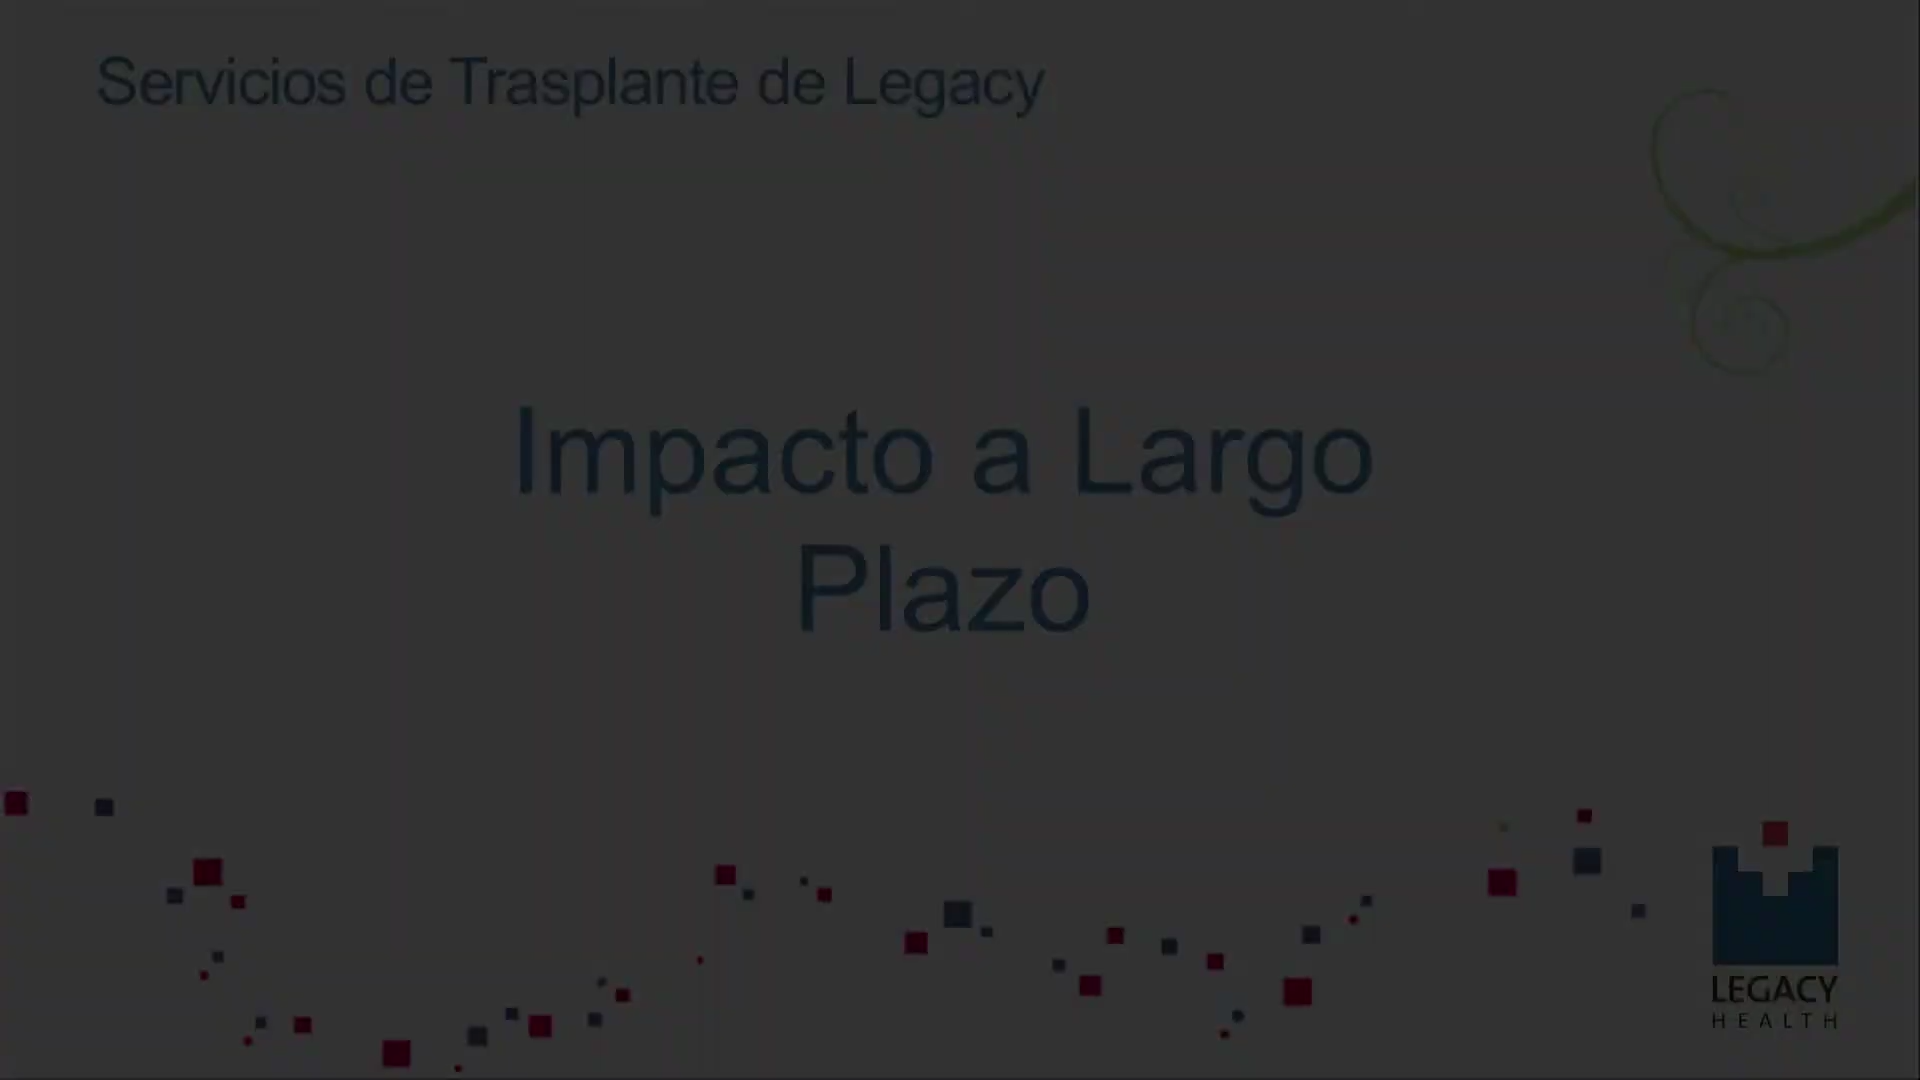 Servicios de Trasplante de Legacy
Impacto a Largo
Plazo
LEGACY
HEALTH